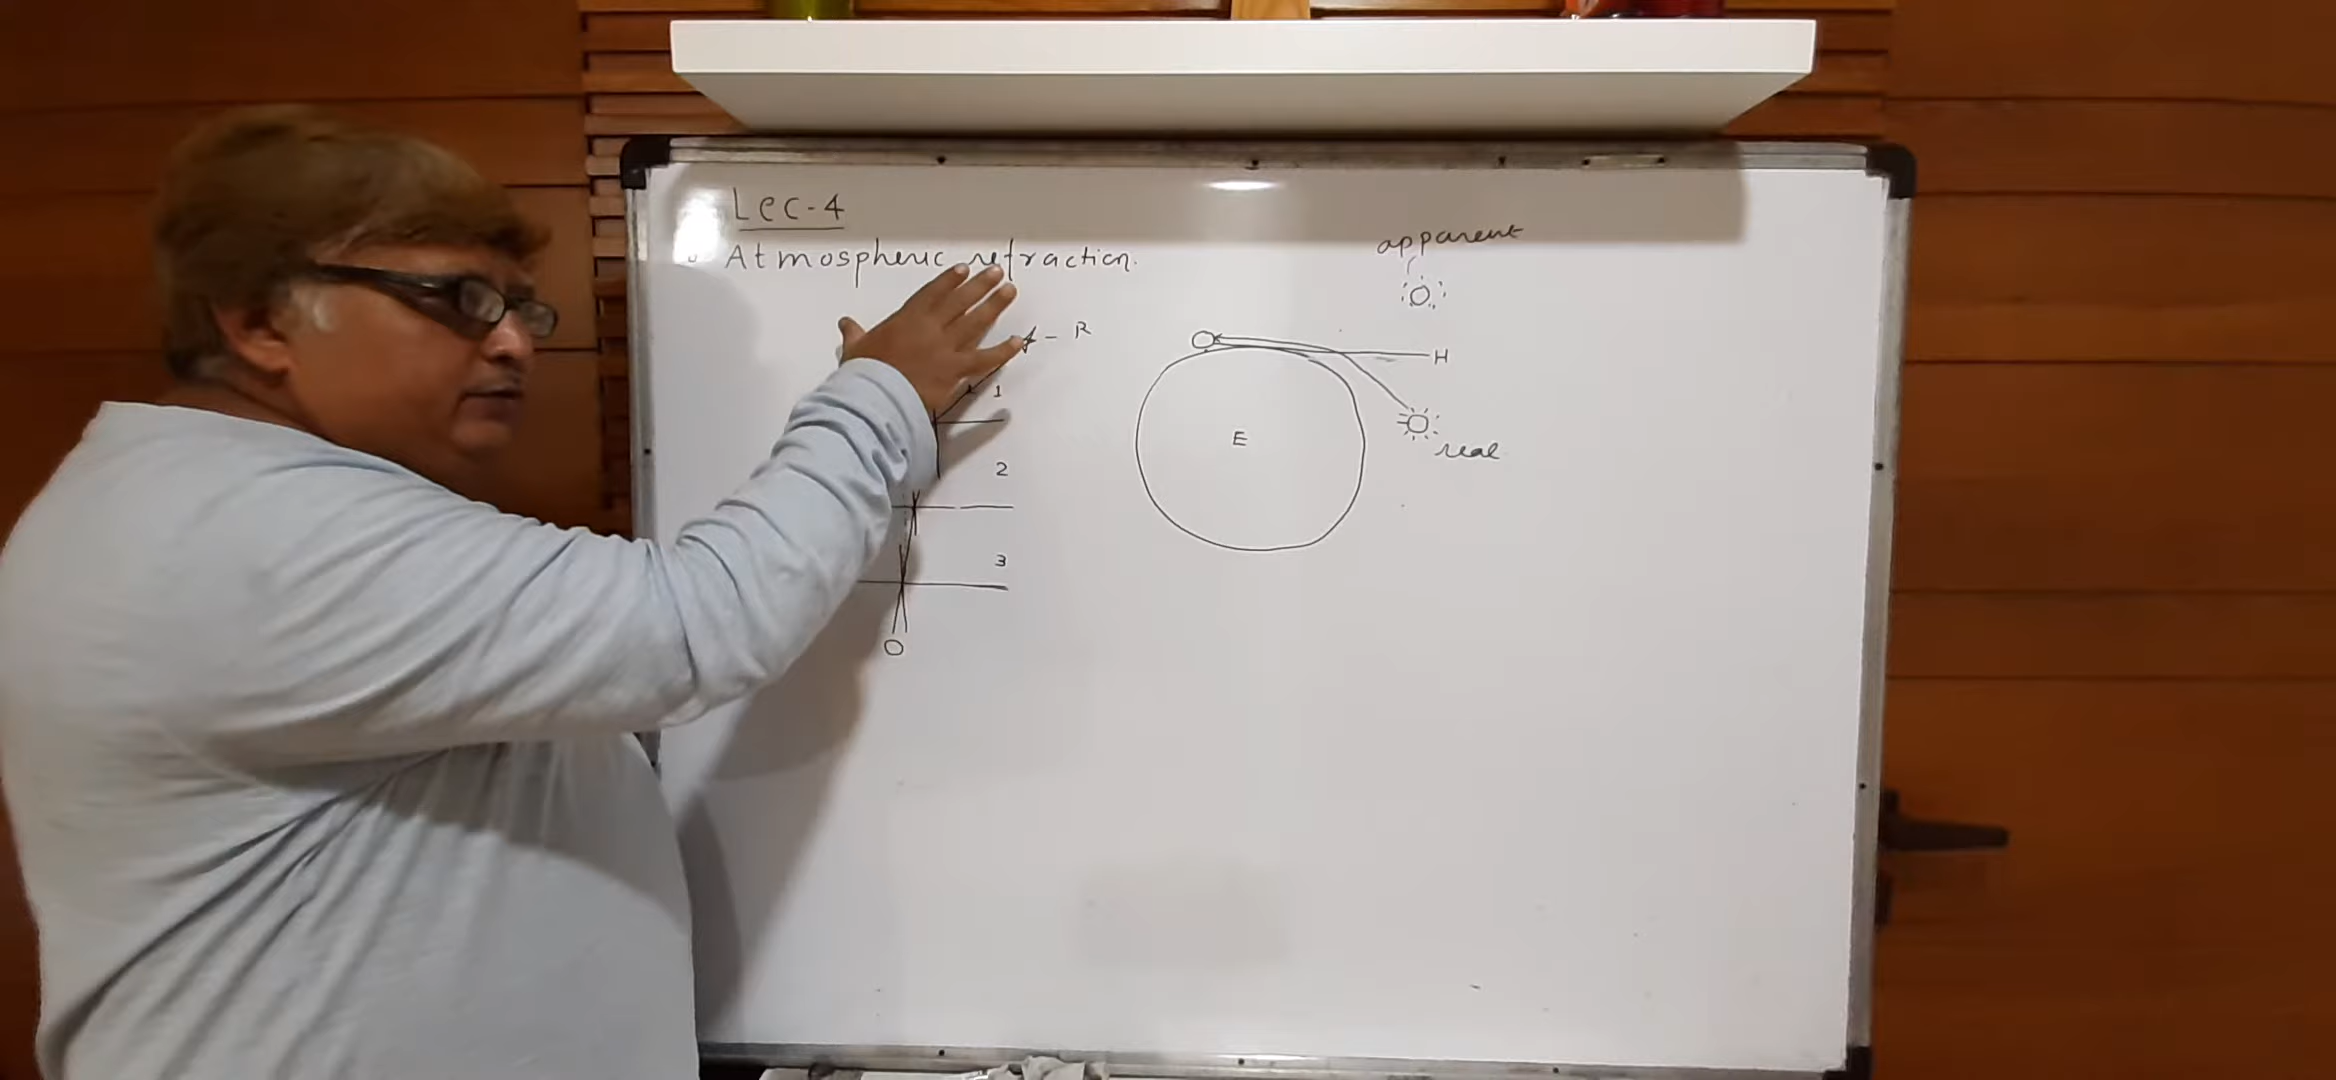 Lec-4
Atmospheric refraction.
apparent
R
1
H
O
E
real
2
3
O